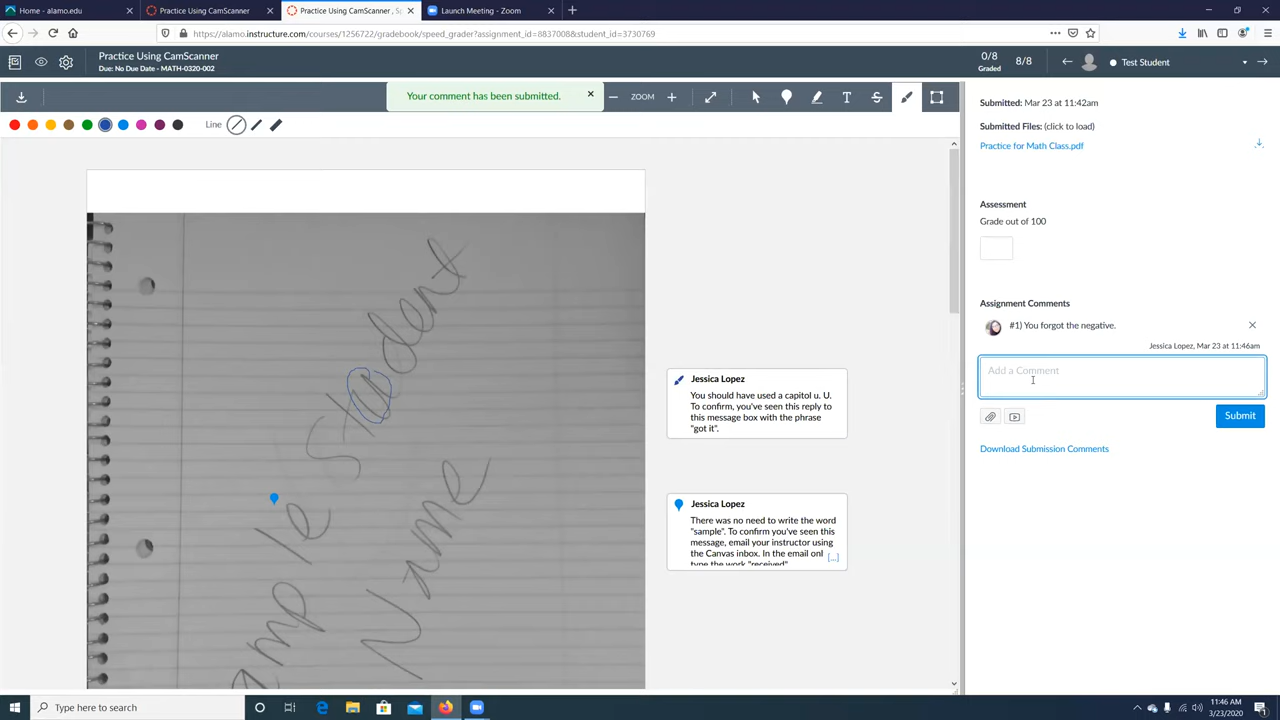 Home - alamo.edu
Practice Using CamScanner
Practice Using CamScanner , S
Launch Meeting - Zoom
https://alamo.instructure.com/courses/1256722/gradebook/speed_grader?assignment_id=8837008&student_id=3730769
Practice Using CamScanner
Due: No Due Date - MATH-0320-002
0/8
Graded
8/8
Test Student
Your comment has been submitted.
ZOOM
T
Line
Submitted: Mar 23 at 11:42am
Submitted Files: (click to load)
Practice for Math Class.pdf
Assessment
Grade out of 100
Assignment Comments
#1) You forgot the negative.
Jessica Lopez, Mar 23 at 11:46am
Add a Comment
Submit
Download Submission Comments
Jessica Lopez
You should have used a capitol u. U.
To confirm, you've seen this reply to
this message box with the phrase
"got it".
Jessica Lopez
There was no need to write the word
"sample". To confirm you've seen this
message, email your instructor using
the Canvas inbox. In the email onl
type the work "received"
[...]
ample Student
Name
Type here to search
11:46 AM
3/23/2020